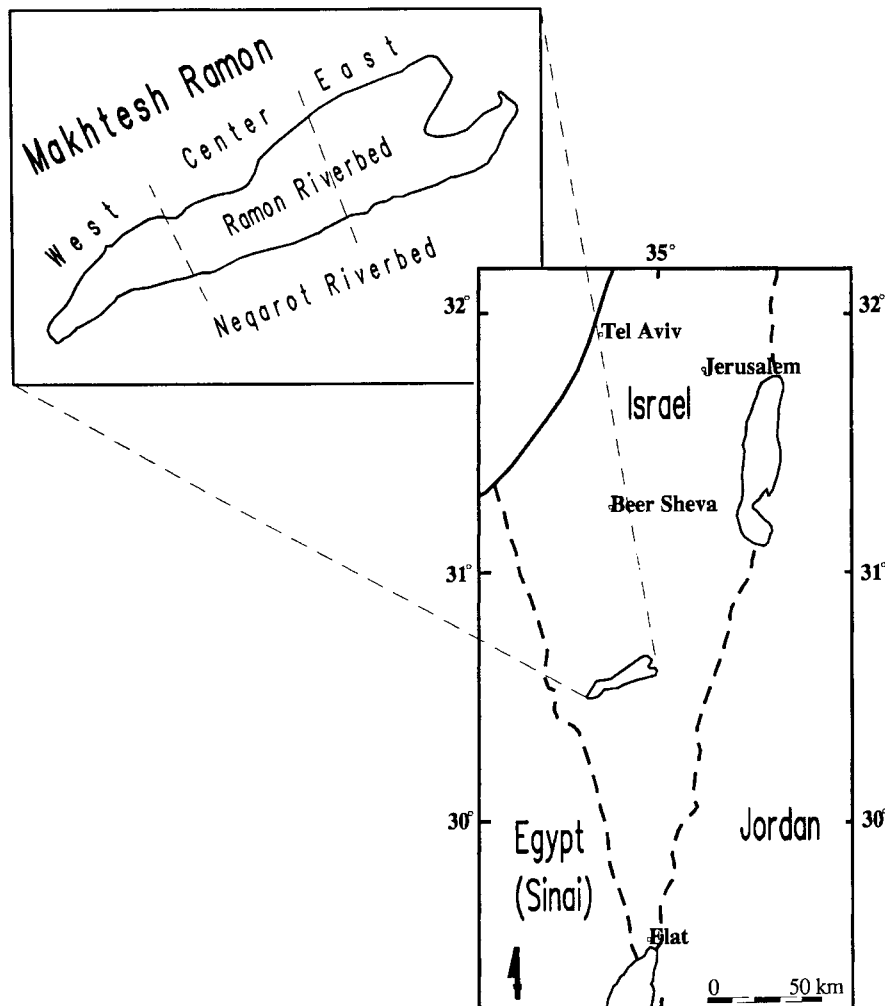 Makhtesh Ramon
West
Center
East
Ramon Riverbed
Neqarot Riverbed
35°
32°
32°
Tel Aviv
Jerusalem
Israel
Beer Sheva
31°
31°
30°
30°
Egypt
(Sinai)
Jordan
Elat
0 50 km